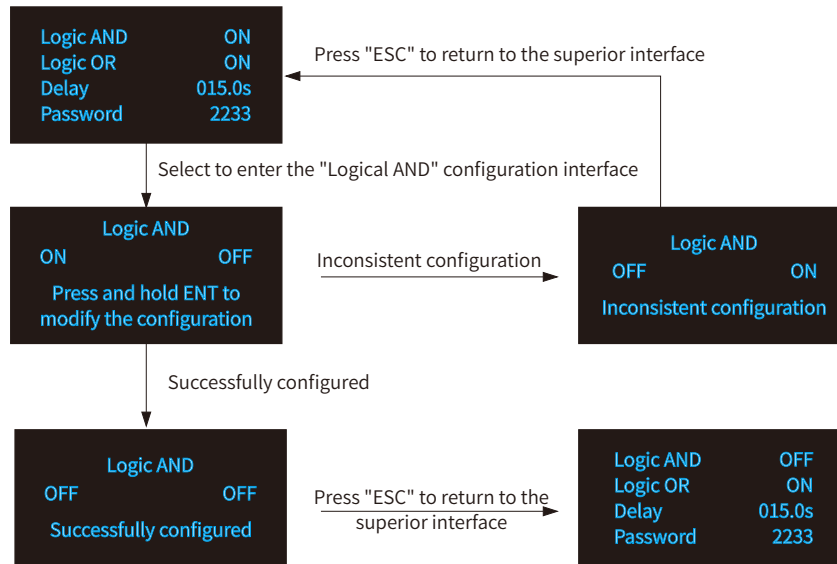 Logic AND ON
Logic OR ON
Delay 015.0s
Password 2233
Press "ESC" to return to the superior interface
Select to enter the "Logical AND" configuration interface
Logic AND
ON OFF
Press and hold ENT to
modify the configuration
Inconsistent configuration
Logic AND
OFF ON
Inconsistent configuration
Successfully configured
Logic AND
OFF OFF
Successfully configured
Press "ESC" to return to the
superior interface
Logic AND OFF
Logic OR ON
Delay 015.0s
Password 2233